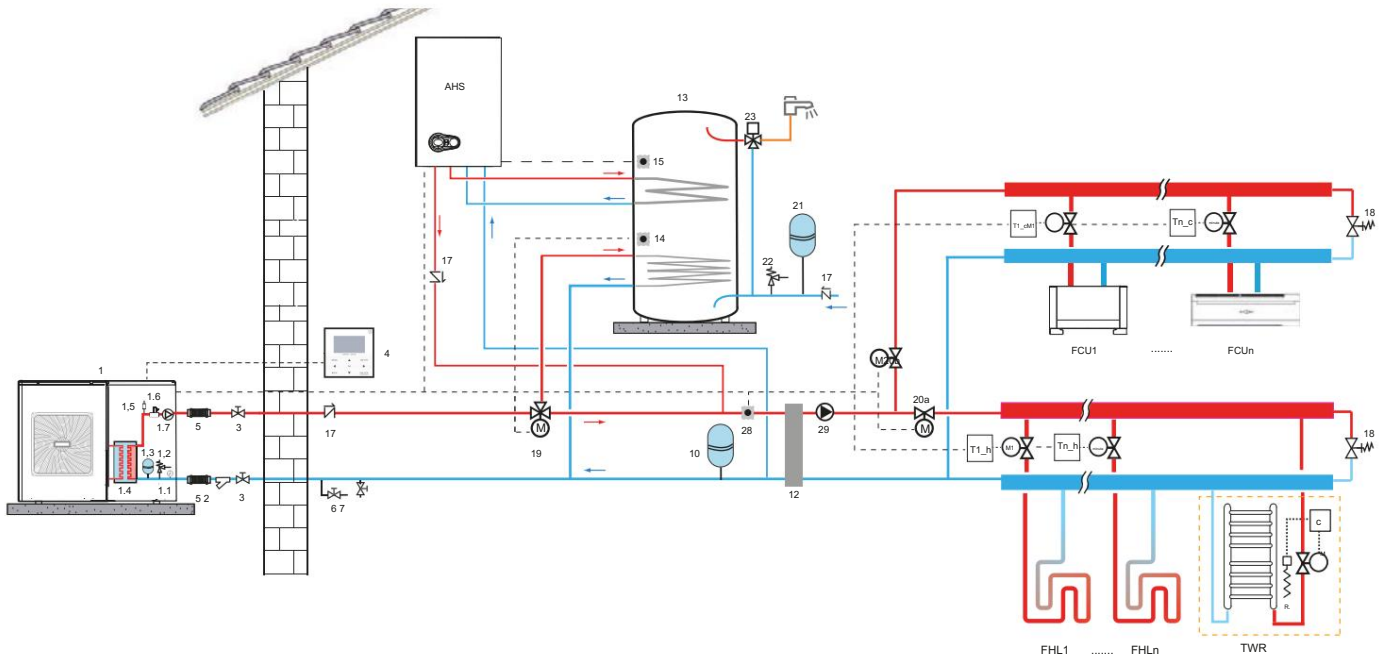 AHS
13
23
15
21
18
T1_cM1
Tn_c
14
17
22
17
4
FCU1
.......
FCUn
1
1.6
1,5
1.7
5
3
17
19
28
10
29
20a
M
M
T1_h
M1
Tn_h
18
1,3
1,2
1.4
1.1
5 2
3
6 7
12
c
R
FHL1
.......
FHLn
TWR